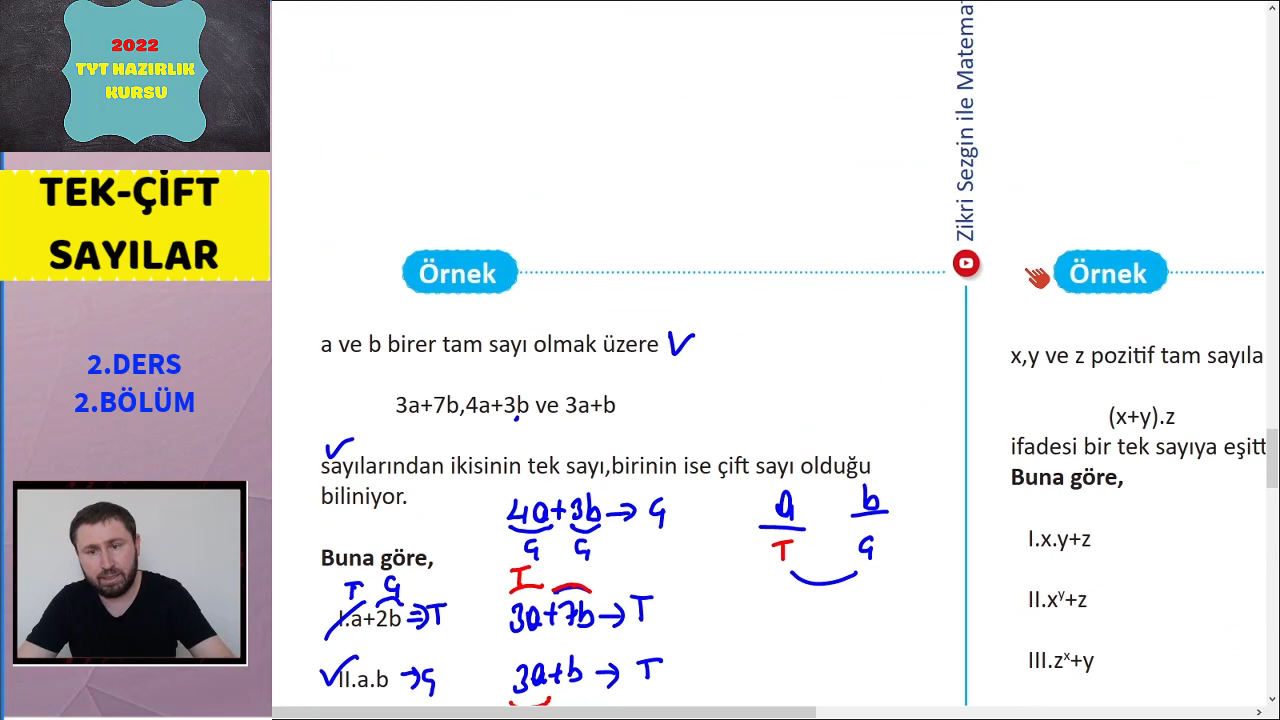 2022
TYT HAZIRLIK
KURSU
TEK-ÇİFT
SAYILAR
2.DERS
2.BÖLÜM
Zikri Sezgin ile Matema
Örnek
a ve b birer tam sayı olmak üzere
3a+7b,4a+3b ve 3a+b
sayılarından ikisinin tek sayı,birinin ise çift sayı olduğu
biliniyor.
4a+3b→Ç
Ç Ç
a b
T Ç
Buna göre,
T Ç
I.a+2b ⇒T
T
3a+7b→T
II.a.b →Ç
3a+b→T
Örnek
x,y ve z pozitif tam sayıla
(x+y).z
ifadesi bir tek sayıya eşitt
Buna göre,
I.x.y+z
II.xʸ+z
III.zˣ+y